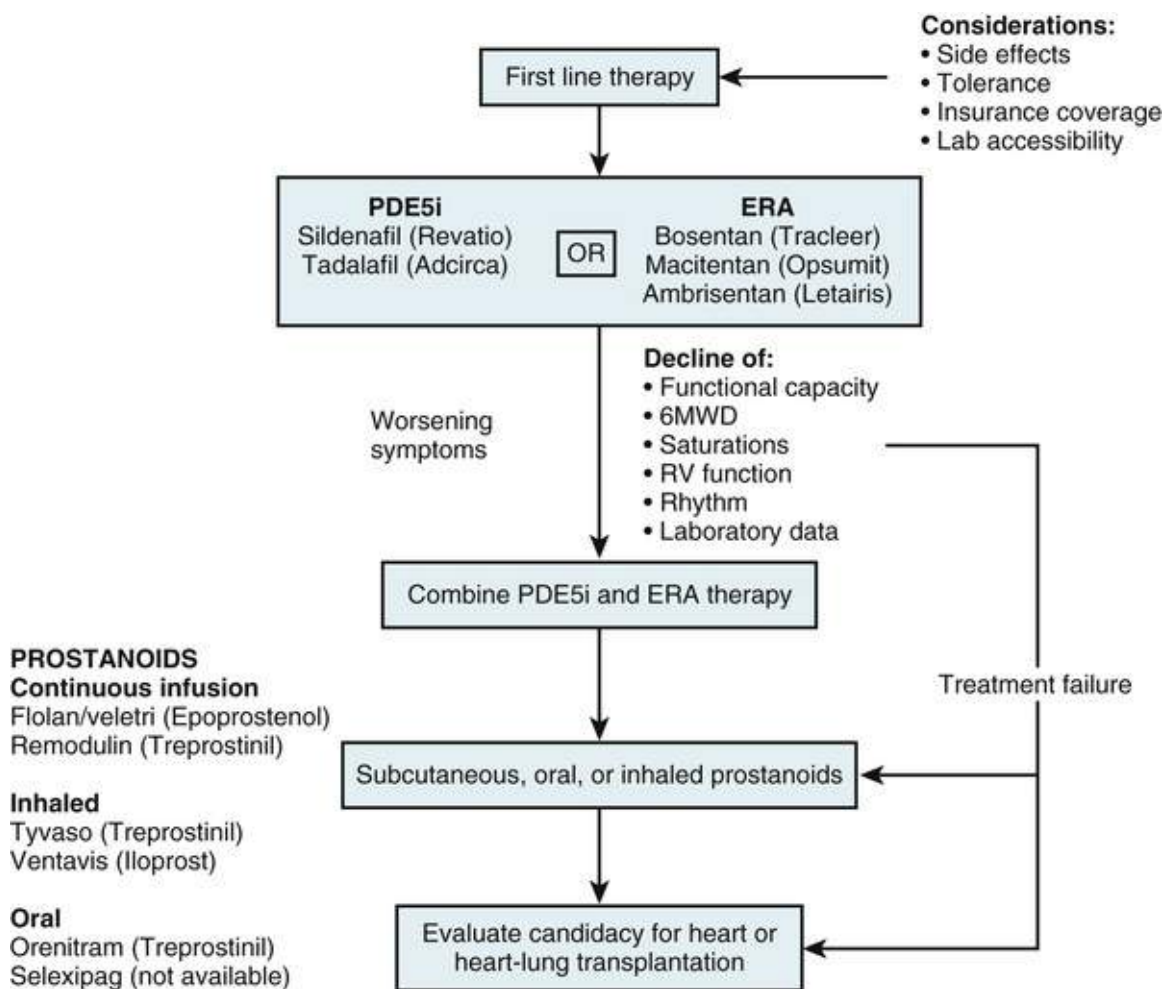 Considerations:
• Side effects
• Tolerance
• Insurance coverage
• Lab accessibility
First line therapy
PDE5i
Sildenafil (Revatio)
Tadalafil (Adcirca)
OR
ERA
Bosentan (Tracleer)
Macitentan (Opsumit)
Ambrisentan (Letairis)
Worsening
symptoms
Decline of:
• Functional capacity
• 6MWD
• Saturations
• RV function
• Rhythm
• Laboratory data
Combine PDE5i and ERA therapy
Treatment failure
PROSTANOIDS
Continuous infusion
Flolan/veletri (Epoprostenol)
Remodulin (Treprostinil)
Inhaled
Tyvaso (Treprostinil)
Ventavis (Iloprost)
Oral
Orenitram (Treprostinil)
Selexipag (not available)
Subcutaneous, oral, or inhaled prostanoids
Evaluate candidacy for heart or
heart-lung transplantation